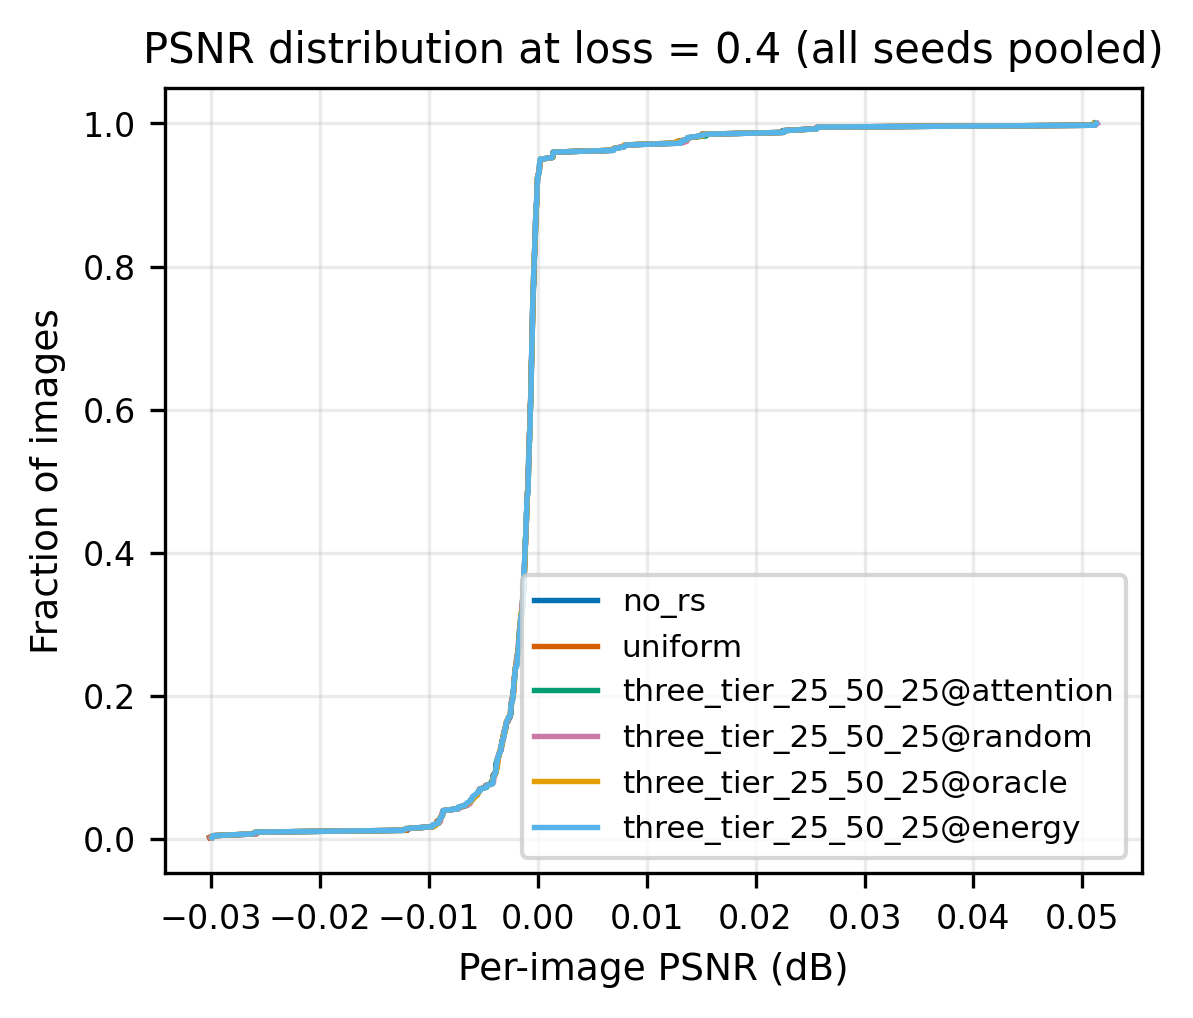 PSNR distribution at loss = 0.4 (all seeds pooled)
1.0
0.8
0.6
0.4
0.2
0.0
Fraction of images
no_rs
uniform
three_tier_25_50_25@attention
three_tier_25_50_25@random
three_tier_25_50_25@oracle
three_tier_25_50_25@energy
−0.03 −0.02 −0.01 0.00 0.01 0.02 0.03 0.04 0.05
Per-image PSNR (dB)